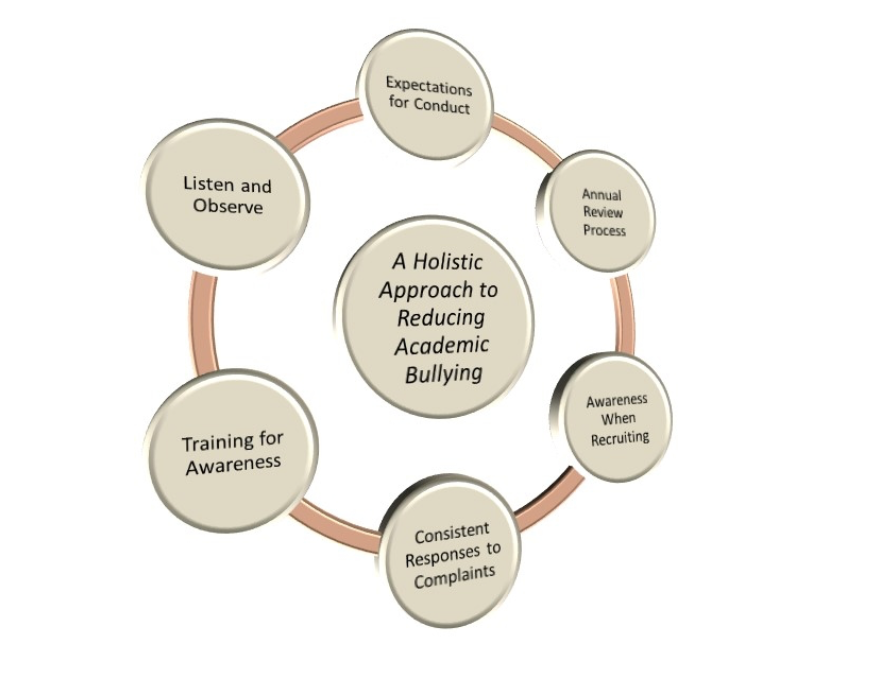 Expectations
for Conduct
Annual
Review
Process
Awareness
When
Recruiting
Consistent
Responses to
Complaints
Training for
Awareness
Listen and
Observe
A Holistic
Approach to
Reducing
Academic
Bullying